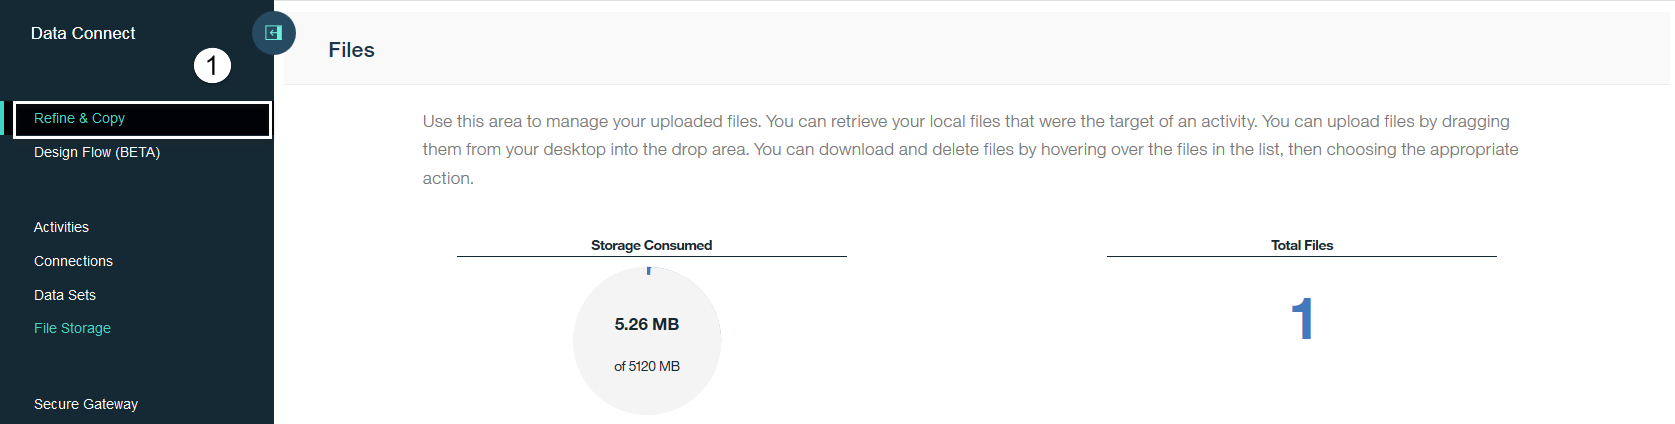 Data Connect
1
Refine & Copy
Design Flow (BETA)
Activities
Connections
Data Sets
File Storage
Secure Gateway
Files
Use this area to manage your uploaded files. You can retrieve your local files that were the target of an activity. You can upload files by dragging
them from your desktop into the drop area. You can download and delete files by hovering over the files in the list, then choosing the appropriate
action.
Storage Consumed
5.26 MB
of 5120 MB
Total Files
1